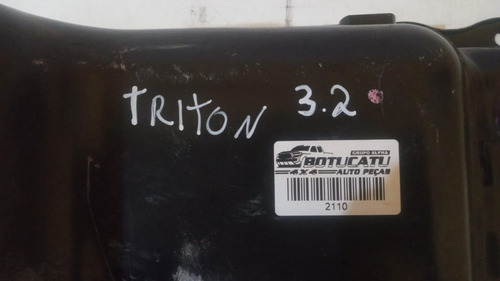 TRITON 3.2
GRUPO ALPHA
BOTUCATU
4X4 AUTO PEÇAS
2110